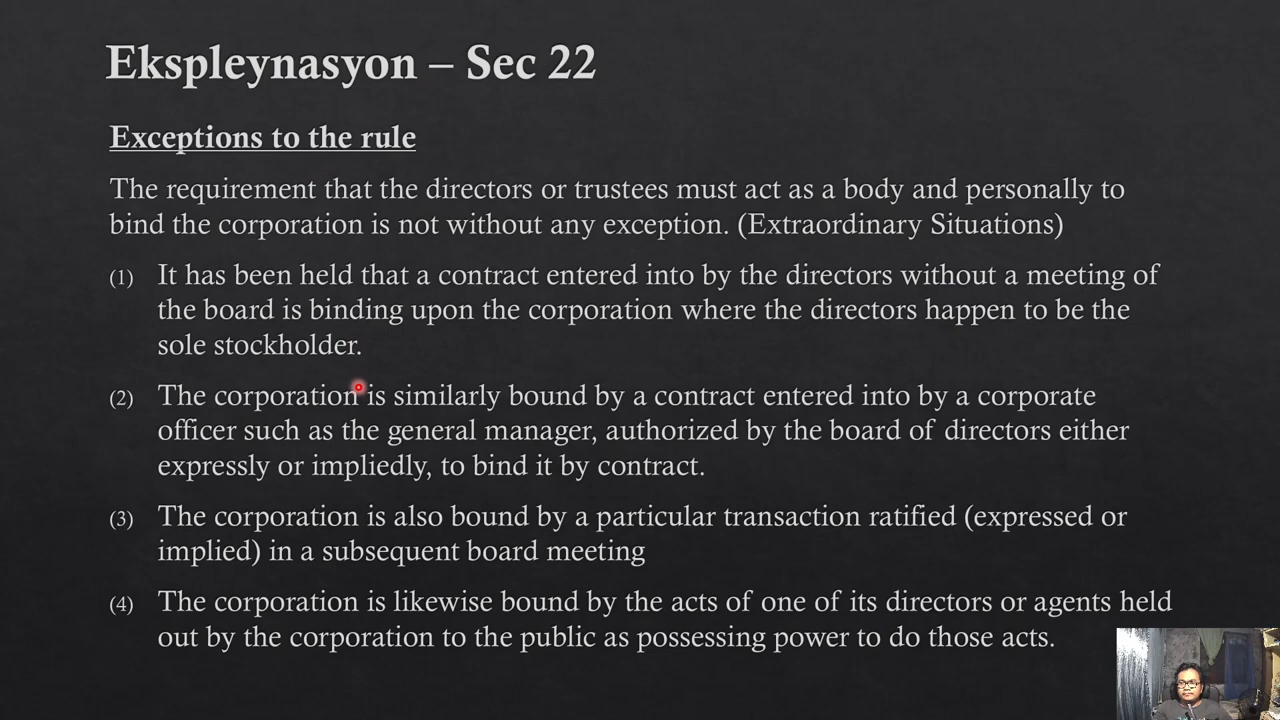 Ekspleynasyon – Sec 22
Exceptions to the rule
The requirement that the directors or trustees must act as a body and personally to
bind the corporation is not without any exception. (Extraordinary Situations)
(1) It has been held that a contract entered into by the directors without a meeting of
the board is binding upon the corporation where the directors happen to be the
sole stockholder.
(2) The corporation is similarly bound by a contract entered into by a corporate
officer such as the general manager, authorized by the board of directors either
expressly or impliedly, to bind it by contract.
(3) The corporation is also bound by a particular transaction ratified (expressed or
implied) in a subsequent board meeting
(4) The corporation is likewise bound by the acts of one of its directors or agents held
out by the corporation to the public as possessing power to do those acts.